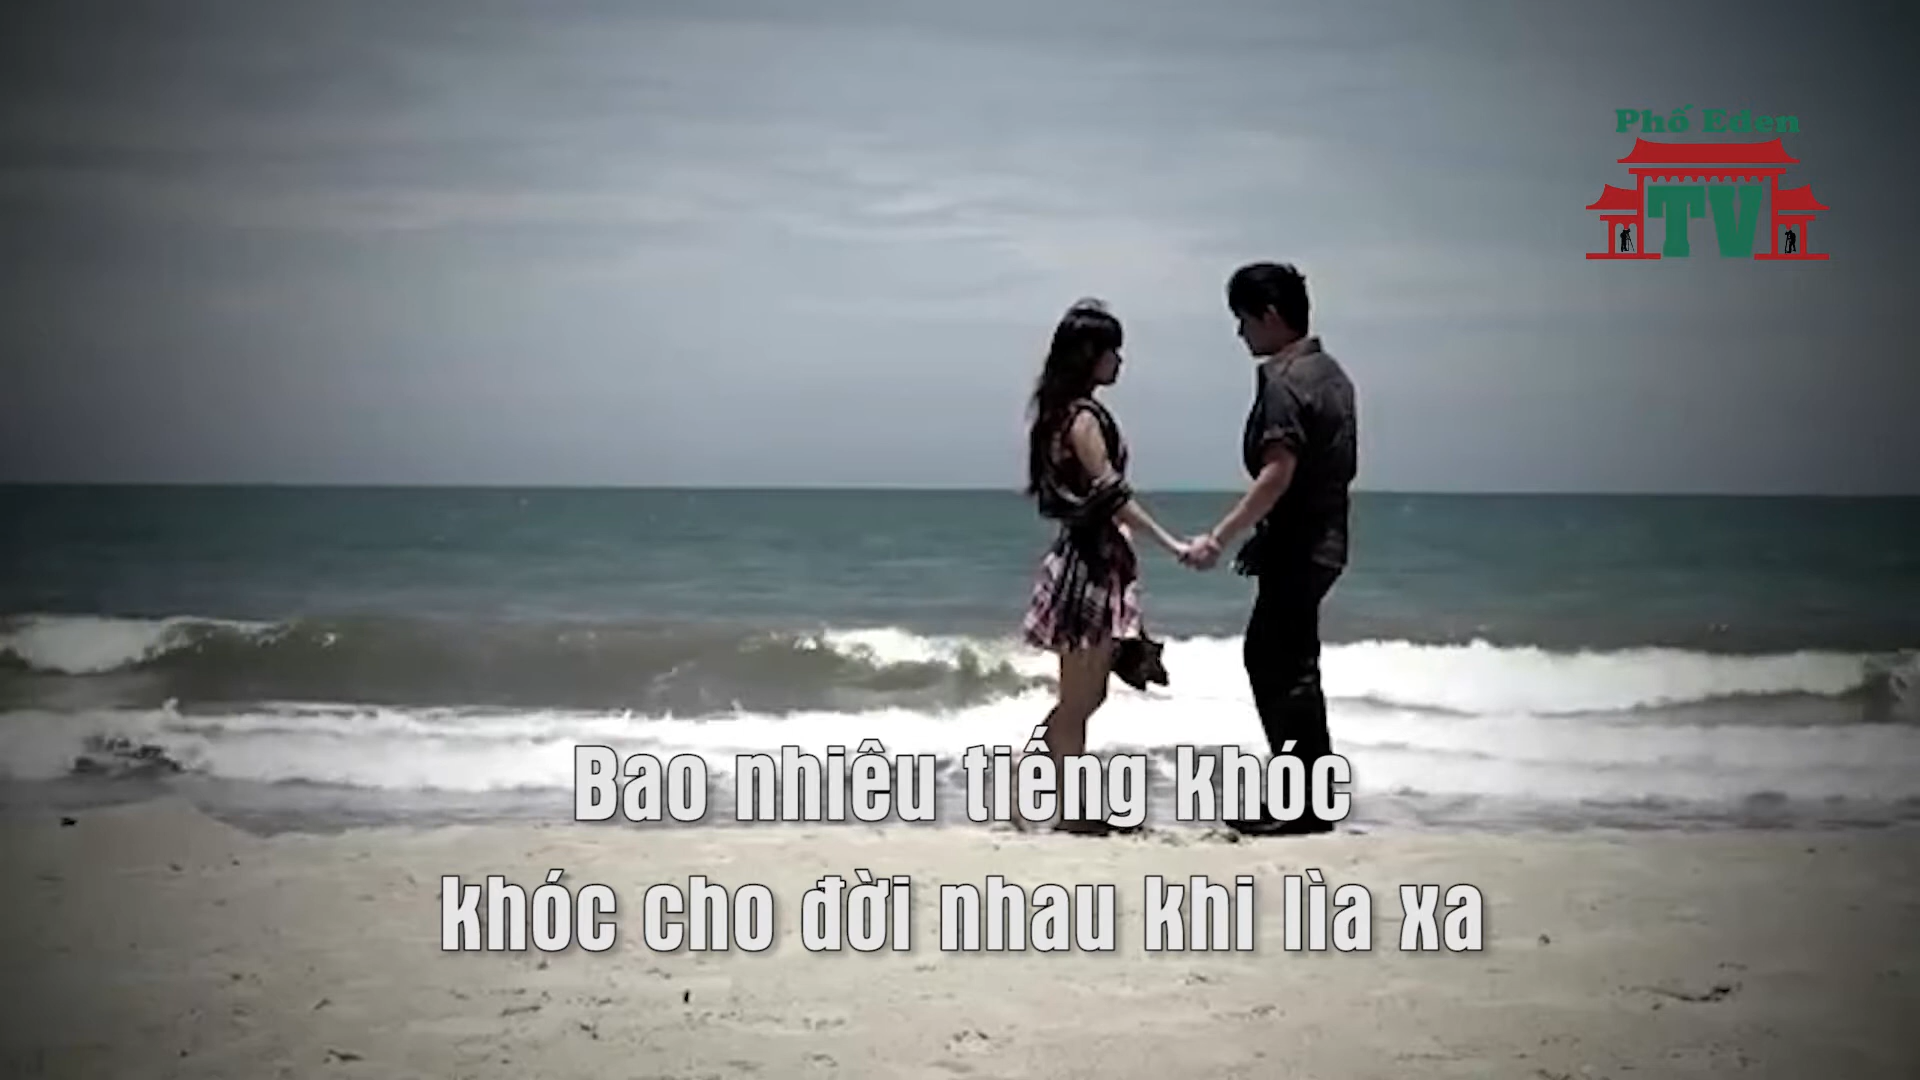 Phố Eden
TV
Bao nhiêu tiếng khóc
khóc cho đời nhau khi lìa xa